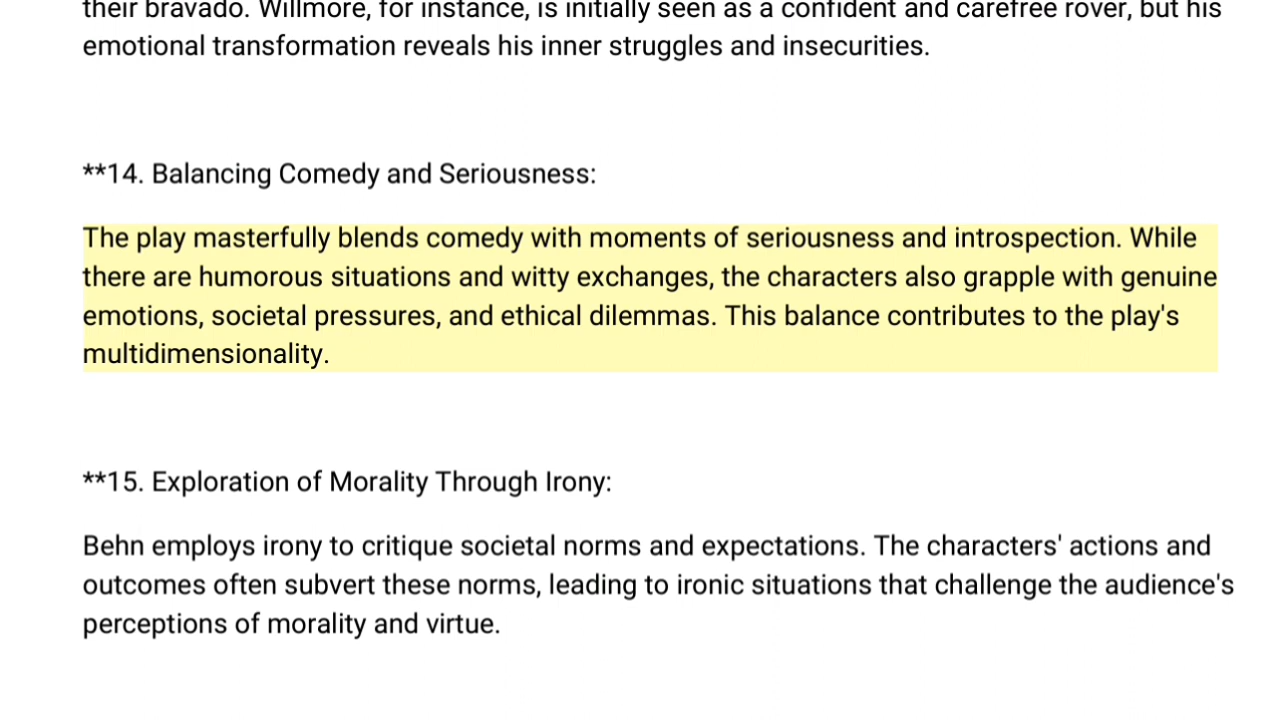 their bravado. Willmore, for instance, is initially seen as a confident and carefree rover, but his
emotional transformation reveals his inner struggles and insecurities.
**14. Balancing Comedy and Seriousness:
The play masterfully blends comedy with moments of seriousness and introspection. While
there are humorous situations and witty exchanges, the characters also grapple with genuine
emotions, societal pressures, and ethical dilemmas. This balance contributes to the play's
multidimensionality.
**15. Exploration of Morality Through Irony:
Behn employs irony to critique societal norms and expectations. The characters' actions and
outcomes often subvert these norms, leading to ironic situations that challenge the audience's
perceptions of morality and virtue.